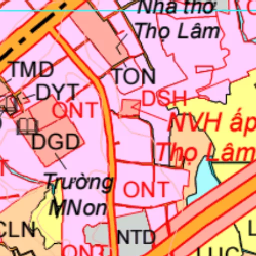 Nhà thờ
Thọ Lâm
TMD
TON
DYT
ONT
DSH
NVH ấp
DGD
Thọ Lâm
Trường
MNon
ONT
CLN
NTD
LUC